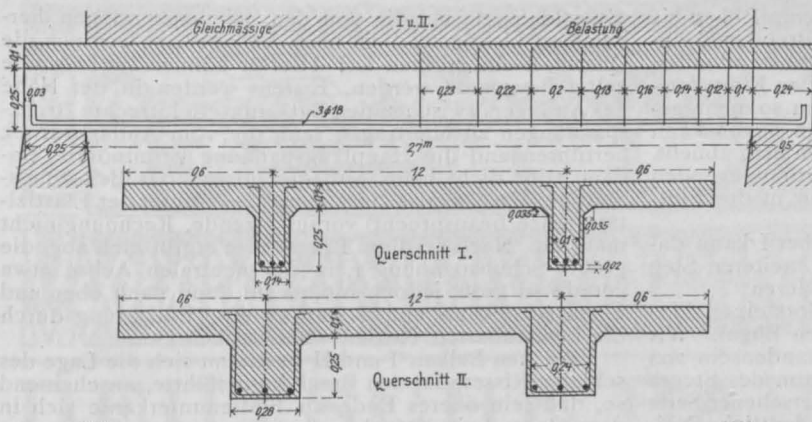 I u. II.
Gleichmässige Belastung
0,1
0,25
0,03
3ϕ18
0,23 0,22 0,2 0,18 0,16 0,14 0,12 0,1 0,24
0,25 2,7ᵐ 0,5
0,6 1,2 0,6
0,1 0,25 0,035 0,035
0,1
0,02
0,14
Querschnitt I.
0,6 1,2 0,6
0,1
0,25 0,24
Querschnitt II.
0,28